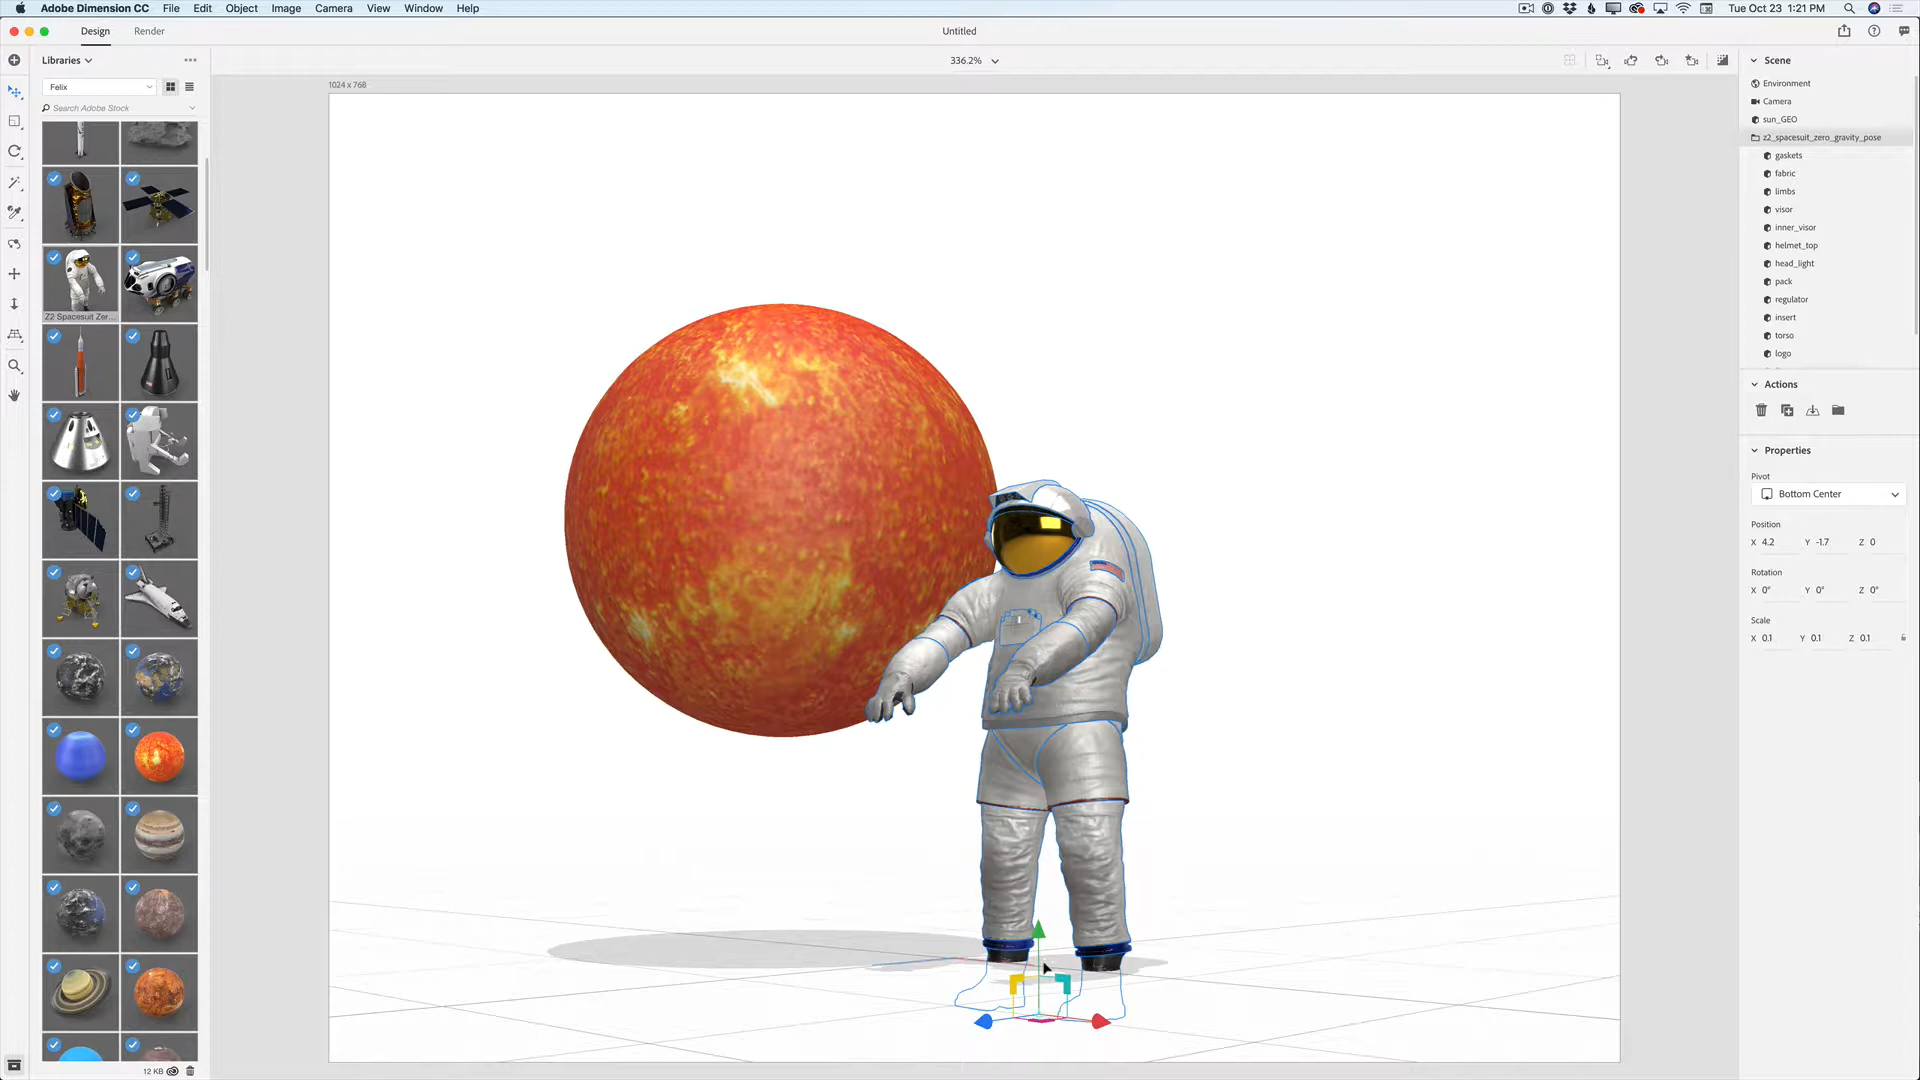 Adobe Dimension CC File Edit Object Image Camera View Window Help Tue Oct 23 1:21 PM
Design Render Untitled
Libraries
336.2%
Felix
Search Adobe Stock
1024 x 768
Z2 Spacesuit Zer...
12 KB
Scene
Environment
Camera
sun_GEO
z2_spacesuit_zero_gravity_pose
gaskets
fabric
limbs
visor
inner_visor
helmet_top
head_light
pack
regulator
insert
torso
logo
Actions
Properties
Pivot
Bottom Center
Position
X 4.2 Y -1.7 Z 0
Rotation
X 0° Y 0° Z 0°
Scale
X 0.1 Y 0.1 Z 0.1